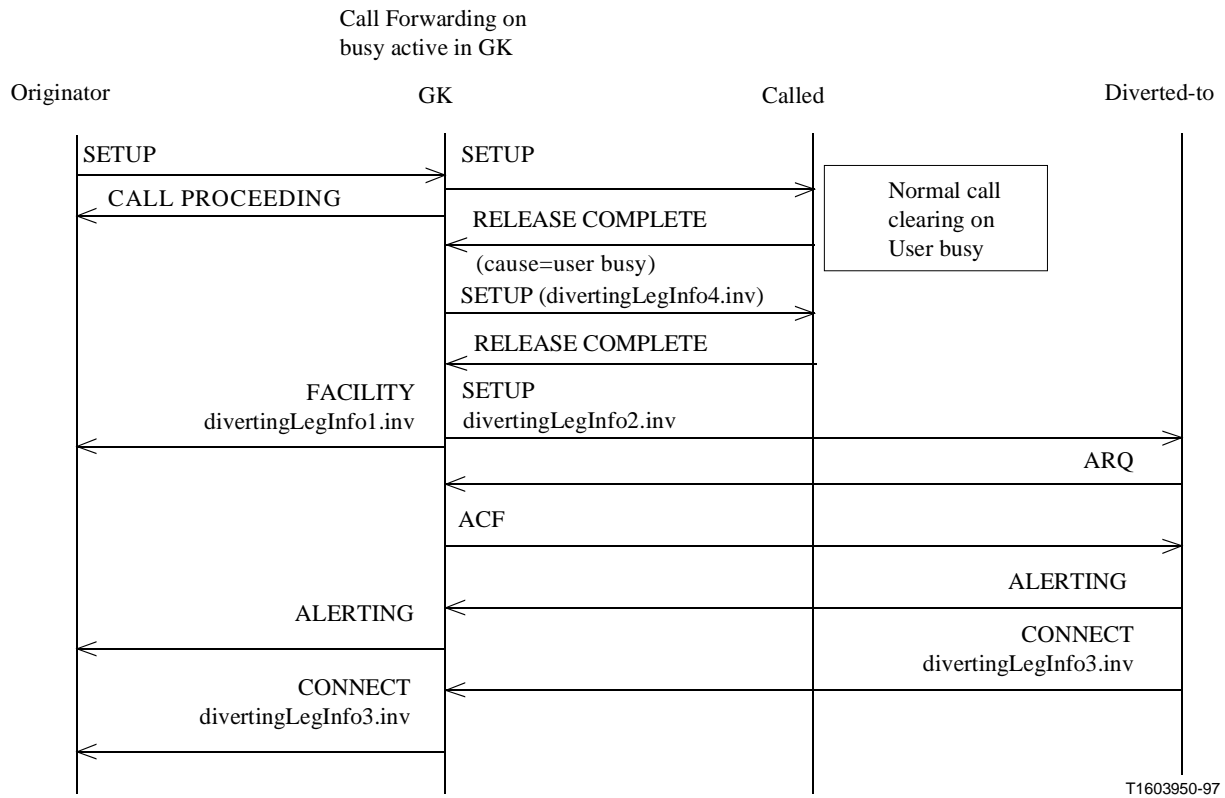 Call Forwarding on
busy active in GK
Originator
GK
Called
Diverted-to
SETUP
SETUP
CALL PROCEEDING
Normal call
clearing on
User busy
RELEASE COMPLETE
(cause=user busy)
SETUP (divertingLegInfo4.inv)
RELEASE COMPLETE
FACILITY
divertingLegInfo1.inv
SETUP
divertingLegInfo2.inv
ARQ
ACF
ALERTING
ALERTING
CONNECT
divertingLegInfo3.inv
CONNECT
divertingLegInfo3.inv
T1603950-97